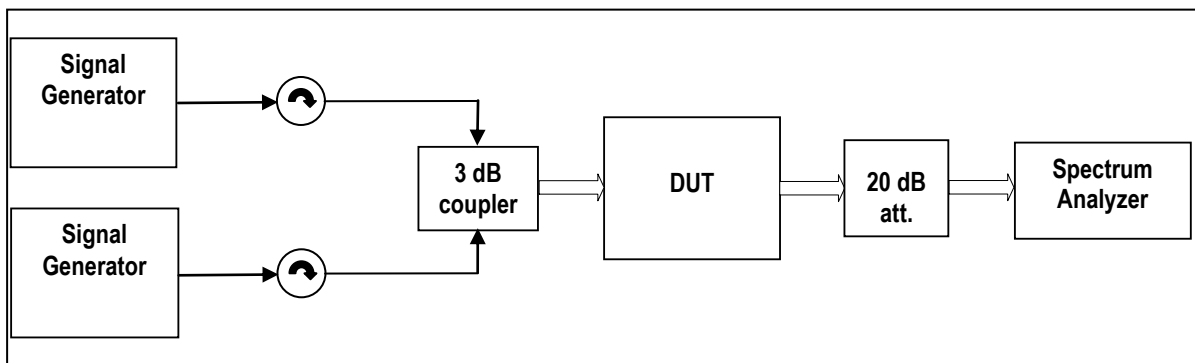 Signal
Generator
3 dB
coupler
DUT
20 dB
att.
Spectrum
Analyzer
Signal
Generator